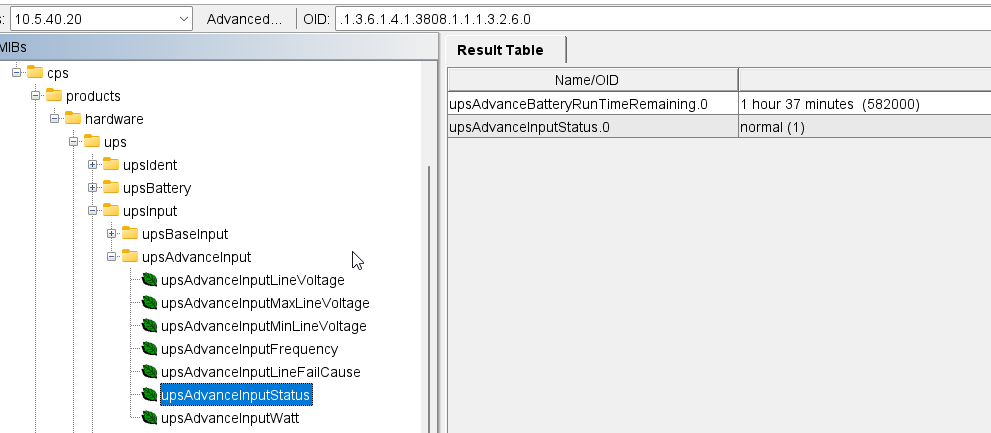 s: 10.5.40.20 Advanced... OID: .1.3.6.1.4.1.3808.1.1.1.3.2.6.0
MIBs
Result Table
cps
products
hardware
ups
upsIdent
upsBattery
upsInput
upsBaseInput
upsAdvanceInput
upsAdvanceInputLineVoltage
upsAdvanceInputMaxLineVoltage
upsAdvanceInputMinLineVoltage
upsAdvanceInputFrequency
upsAdvanceInputLineFailCause
upsAdvanceInputStatus
upsAdvanceInputWatt
Name/OID
upsAdvanceBatteryRunTimeRemaining.0 1 hour 37 minutes (582000)
upsAdvanceInputStatus.0 normal (1)